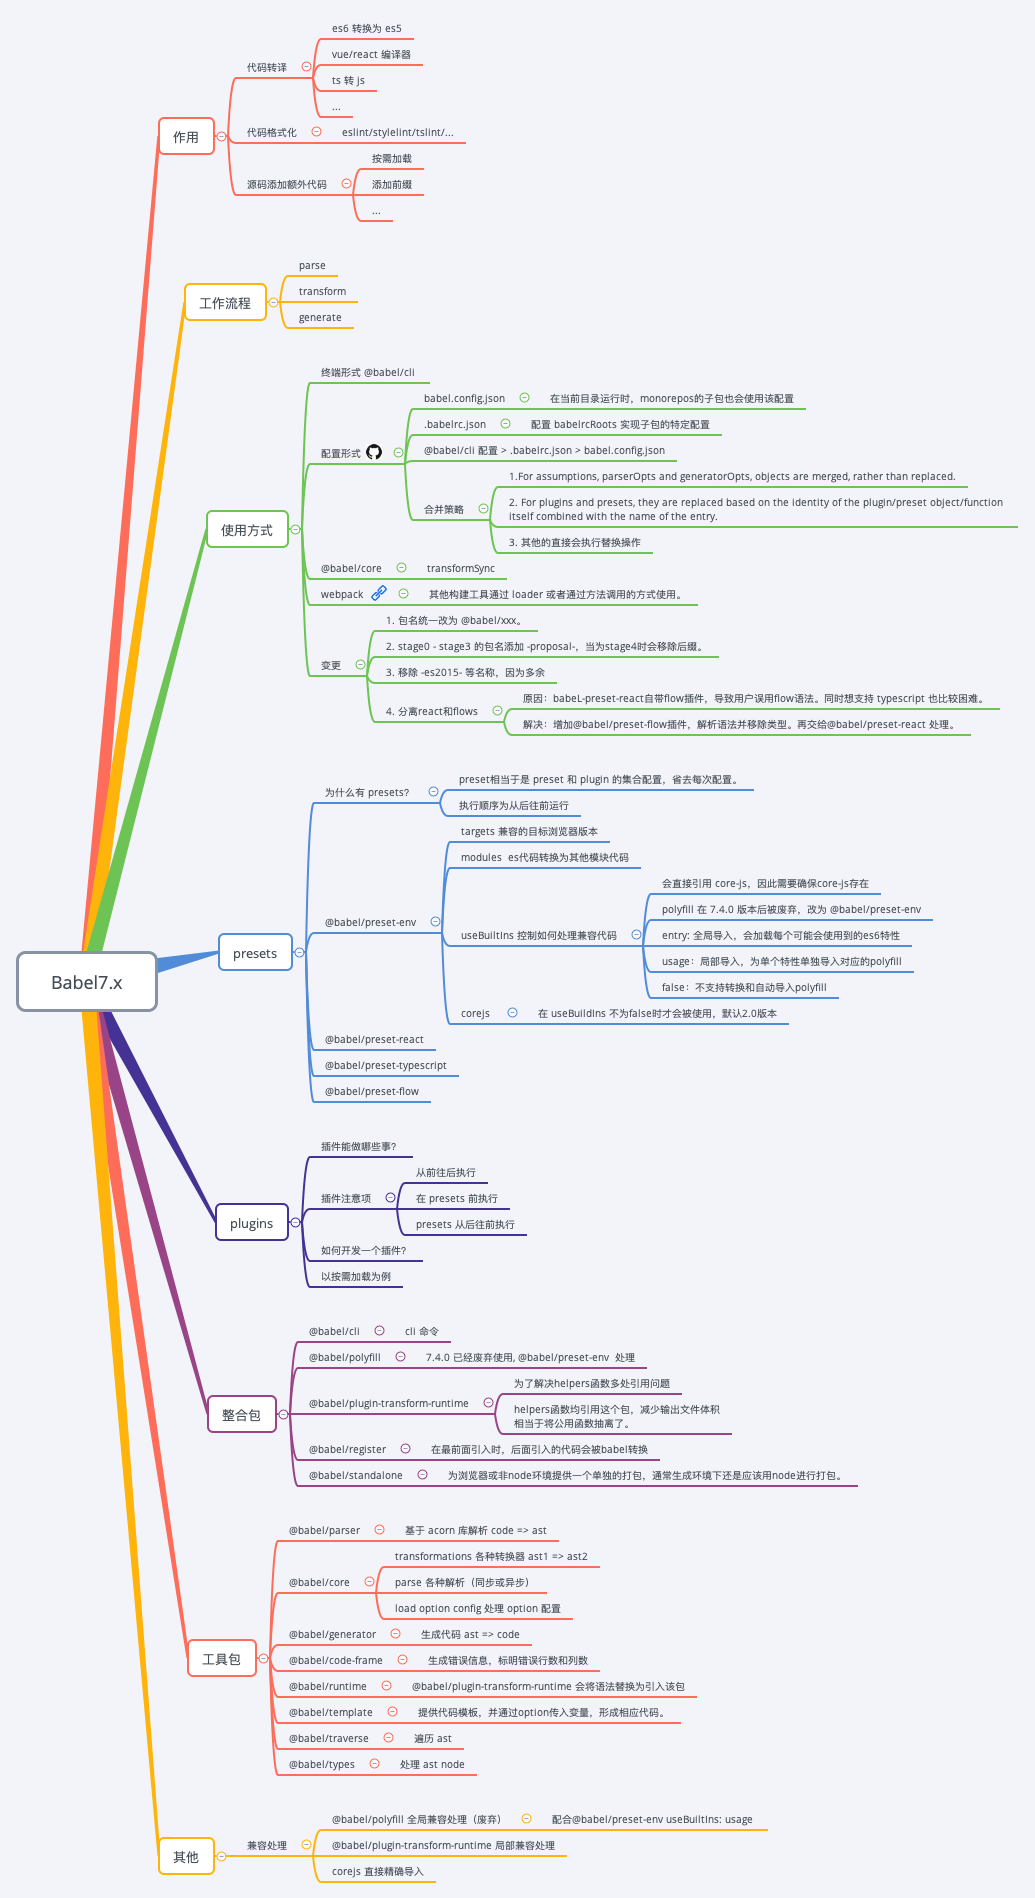 Babel7.x
作用
代码转译
es6 转换为 es5
vue/react 编译器
ts 转 js
...
代码格式化
eslint/stylelint/tslint/...
源码添加额外代码
按需加载
添加前缀
...
工作流程
parse
transform
generate
使用方式
终端形式 @babel/cli
配置形式
babel.config.json
在当前目录运行时，monorepos的子包也会使用该配置
.babelrc.json
配置 babelrcRoots 实现子包的特定配置
@babel/cli 配置 > .babelrc.json > babel.config.json
合并策略
1.For assumptions, parserOpts and generatorOpts, objects are merged, rather than replaced.
2. For plugins and presets, they are replaced based on the identity of the plugin/preset object/function
itself combined with the name of the entry.
3. 其他的直接会执行替换操作
@babel/core
transformSync
webpack
其他构建工具通过 loader 或者通过方法调用的方式使用。
变更
1. 包名统一改为 @babel/xxx。
2. stage0 - stage3 的包名添加 -proposal-，当为stage4时会移除后缀。
3. 移除 -es2015- 等名称，因为多余
4. 分离react和flows
原因：babeL-preset-react自带flow插件，导致用户误用flow语法。同时想支持 typescript 也比较困难。
解决：增加@babel/preset-flow插件，解析语法并移除类型。再交给@babel/preset-react 处理。
presets
为什么有 presets?
preset相当于是 preset 和 plugin 的集合配置，省去每次配置。
执行顺序为从后往前运行
@babel/preset-env
targets 兼容的目标浏览器版本
modules  es代码转换为其他模块代码
useBuiltIns 控制如何处理兼容代码
会直接引用 core-js，因此需要确保core-js存在
polyfill 在 7.4.0 版本后被废弃，改为 @babel/preset-env
entry: 全局导入，会加载每个可能会使用到的es6特性
usage：局部导入，为单个特性单独导入对应的polyfill
false：不支持转换和自动导入polyfill
corejs
在 useBuildIns 不为false时才会被使用，默认2.0版本
@babel/preset-react
@babel/preset-typescript
@babel/preset-flow
plugins
插件能做哪些事?
插件注意项
从前往后执行
在 presets 前执行
presets 从后往前执行
如何开发一个插件?
以按需加载为例
整合包
@babel/cli
cli 命令
@babel/polyfill
7.4.0 已经废弃使用, @babel/preset-env  处理
@babel/plugin-transform-runtime
为了解决helpers函数多处引用问题
helpers函数均引用这个包，减少输出文件体积
相当于将公用函数抽离了。
@babel/register
在最前面引入时，后面引入的代码会被babel转换
@babel/standalone
为浏览器或非node环境提供一个单独的打包，通常生成环境下还是应该用node进行打包。
工具包
@babel/parser
基于 acorn 库解析 code => ast
@babel/core
transformations 各种转换器 ast1 => ast2
parse 各种解析（同步或异步）
load option config 处理 option 配置
@babel/generator
生成代码 ast => code
@babel/code-frame
生成错误信息，标明错误行数和列数
@babel/runtime
@babel/plugin-transform-runtime 会将语法替换为引入该包
@babel/template
提供代码模板，并通过option传入变量，形成相应代码。
@babel/traverse
遍历 ast
@babel/types
处理 ast node
其他
兼容处理
@babel/polyfill 全局兼容处理（废弃）
配合@babel/preset-env useBuiltIns: usage
@babel/plugin-transform-runtime 局部兼容处理
corejs 直接精确导入